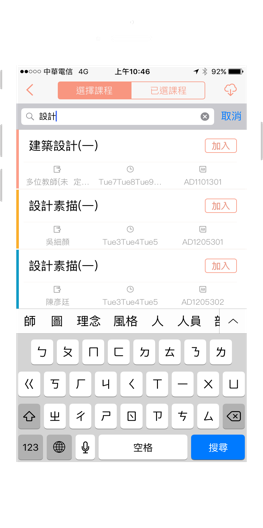 中華電信 4G 上午10:46 92%
選擇課程 已選課程
設計 取消
建築設計(一) 加入
多位教師(未 定... Tue7Tue8Tue9... AD1101301
設計素描(一) 加入
吳細顏 Tue3Tue4Tue5 AD1205301
設計素描(一) 加入
陳彥廷 Tue3Tue4Tue5 AD1205302
師 圖 理念 風格 人 人員
ㄅ ㄆ ㄇ ㄈ ㄉ ㄊ ㄋ ㄌ
ㄍ ㄎ ㄏ ㄐ ㄑ ㄒ ㄧ ㄨ ㄩ
ㄓ ㄔ ㄕ ㄖ ㄗ ㄘ ㄙ
123 空格 搜尋